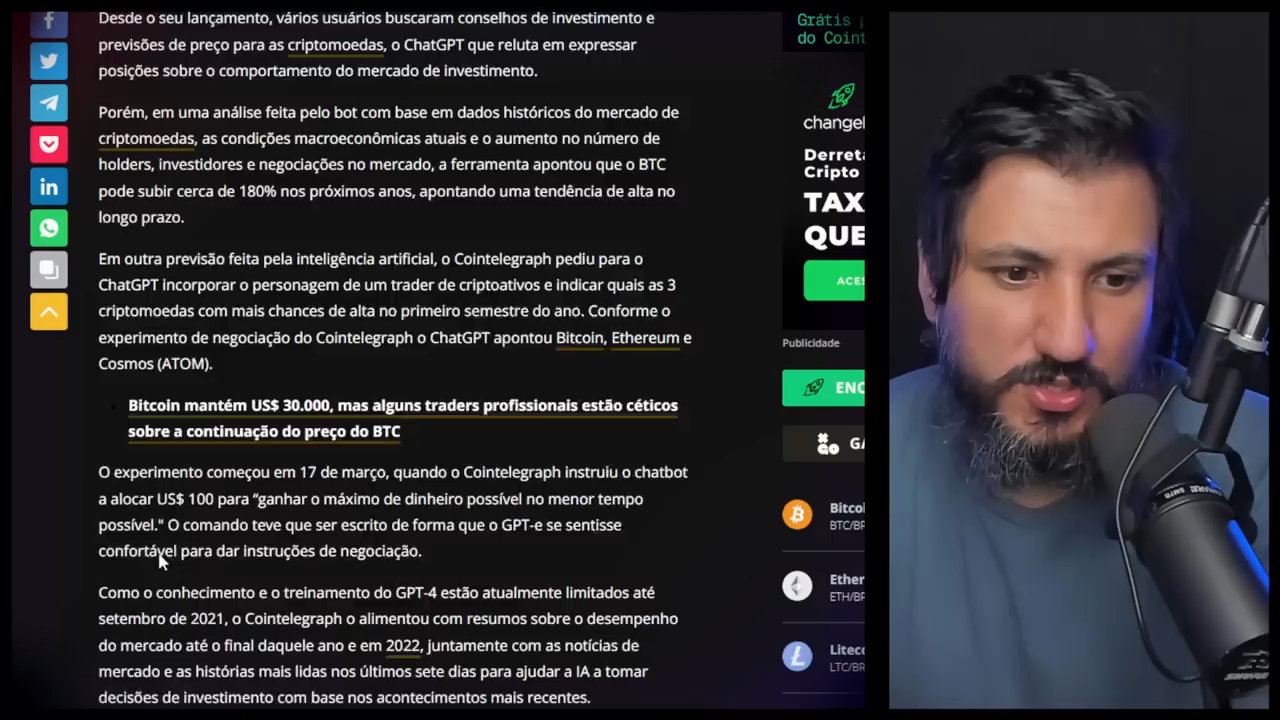 Desde o seu lançamento, vários usuários buscaram conselhos de investimento e
previsões de preço para as criptomoedas, o ChatGPT que reluta em expressar
posições sobre o comportamento do mercado de investimento.
Porém, em uma análise feita pelo bot com base em dados históricos do mercado de
criptomoedas, as condições macroeconômicas atuais e o aumento no número de
holders, investidores e negociações no mercado, a ferramenta apontou que o BTC
pode subir cerca de 180% nos próximos anos, apontando uma tendência de alta no
longo prazo.
Em outra previsão feita pela inteligência artificial, o Cointelegraph pediu para o
ChatGPT incorporar o personagem de um trader de criptoativos e indicar quais as 3
criptomoedas com mais chances de alta no primeiro semestre do ano. Conforme o
experimento de negociação do Cointelegraph o ChatGPT apontou Bitcoin, Ethereum e
Cosmos (ATOM).
Bitcoin mantém US$ 30.000, mas alguns traders profissionais estão céticos
sobre a continuação do preço do BTC
O experimento começou em 17 de março, quando o Cointelegraph instruiu o chatbot
a alocar US$ 100 para “ganhar o máximo de dinheiro possível no menor tempo
possível." O comando teve que ser escrito de forma que o GPT-e se sentisse
confortável para dar instruções de negociação.
Como o conhecimento e o treinamento do GPT-4 estão atualmente limitados até
setembro de 2021, o Cointelegraph o alimentou com resumos sobre o desempenho
do mercado até o final daquele ano e em 2022, juntamente com as notícias de
mercado e as histórias mais lidas nos últimos sete dias para ajudar a IA a tomar
decisões de investimento com base nos acontecimentos mais recentes.
Grátis p
do Coint
changel
Derreta
Cripto
TAX
QUE
ACES
Publicidade
ENC
GA
Bitcoi
BTC/BR
Ether
ETH/BR
Liteco
LTC/BR
SHURE SM7B